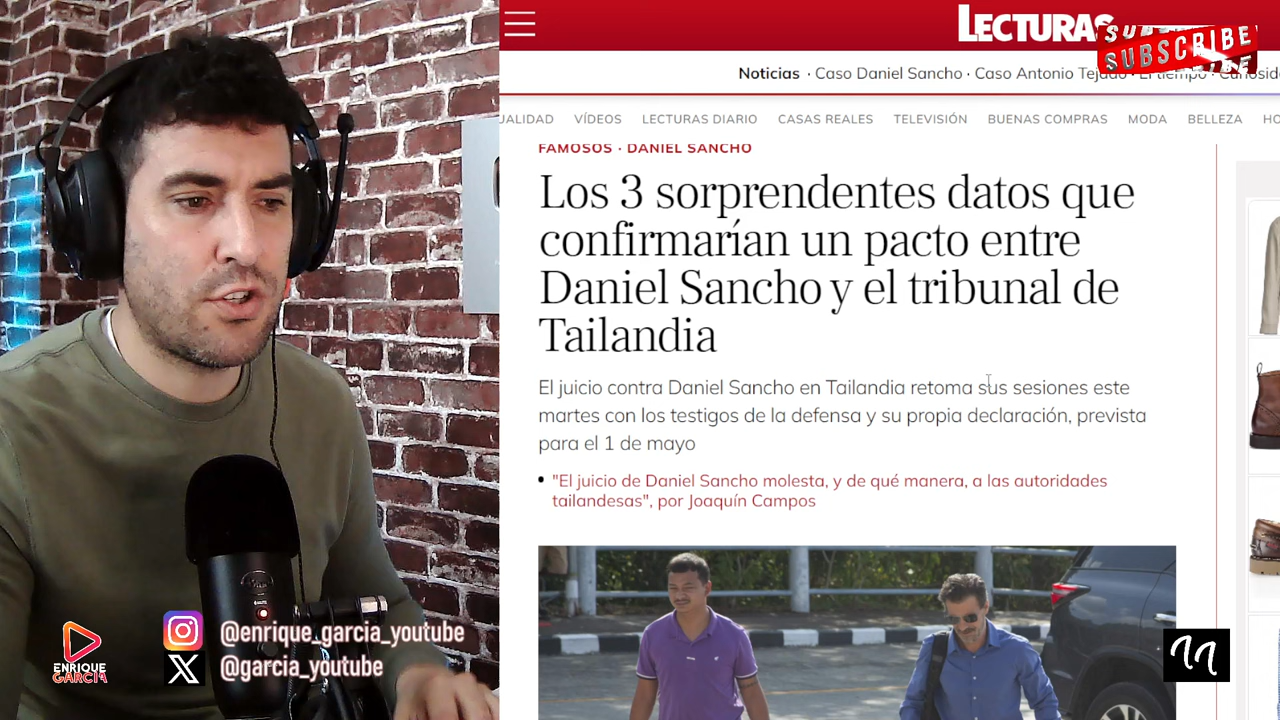 LECTURAS
SUBSCRIBE
Noticias · Caso Daniel Sancho · Caso Antonio Tejado · El tiempo ·
VÍDEOS LECTURAS DIARIO CASAS REALES TELEVISIÓN BUENAS COMPRAS MODA BELLEZA
FAMOSOS · DANIEL SANCHO
Los 3 sorprendentes datos que
confirmarían un pacto entre
Daniel Sancho y el tribunal de
Tailandia
El juicio contra Daniel Sancho en Tailandia retoma sus sesiones este
martes con los testigos de la defensa y su propia declaración, prevista
para el 1 de mayo
"El juicio de Daniel Sancho molesta, y de qué manera, a las autoridades
tailandesas", por Joaquín Campos
ENRIQUE
GARCIA
@enrique_garcia_youtube
@garcia_youtube